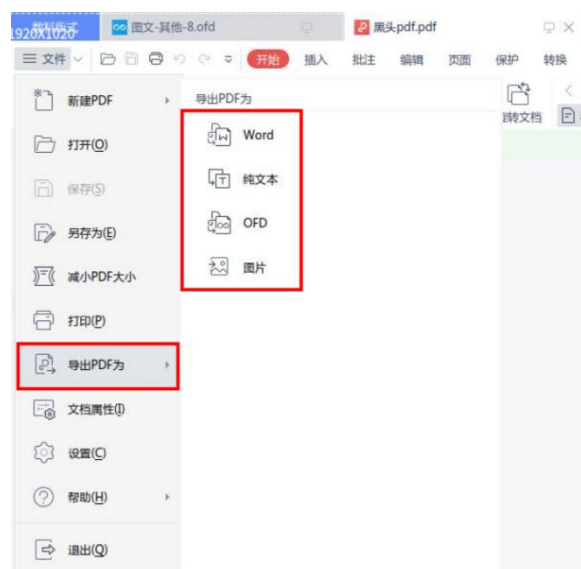 1920X1020
图文-其他-8.ofd
黑头pdf.pdf
文件
开始 插入 批注 编辑 页面 保护 转换
新建PDF
打开(O)
保存(S)
另存为(E)
减小PDF大小
打印(P)
导出PDF为
文档属性(I)
设置(C)
帮助(H)
退出(Q)
导出PDF为
Word
纯文本
OFD
图片
转文档